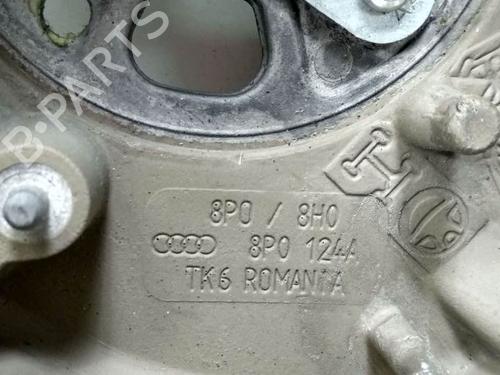 B-PARTS
8P0 / 8H0
8P0 124A
TK6 ROMANIA